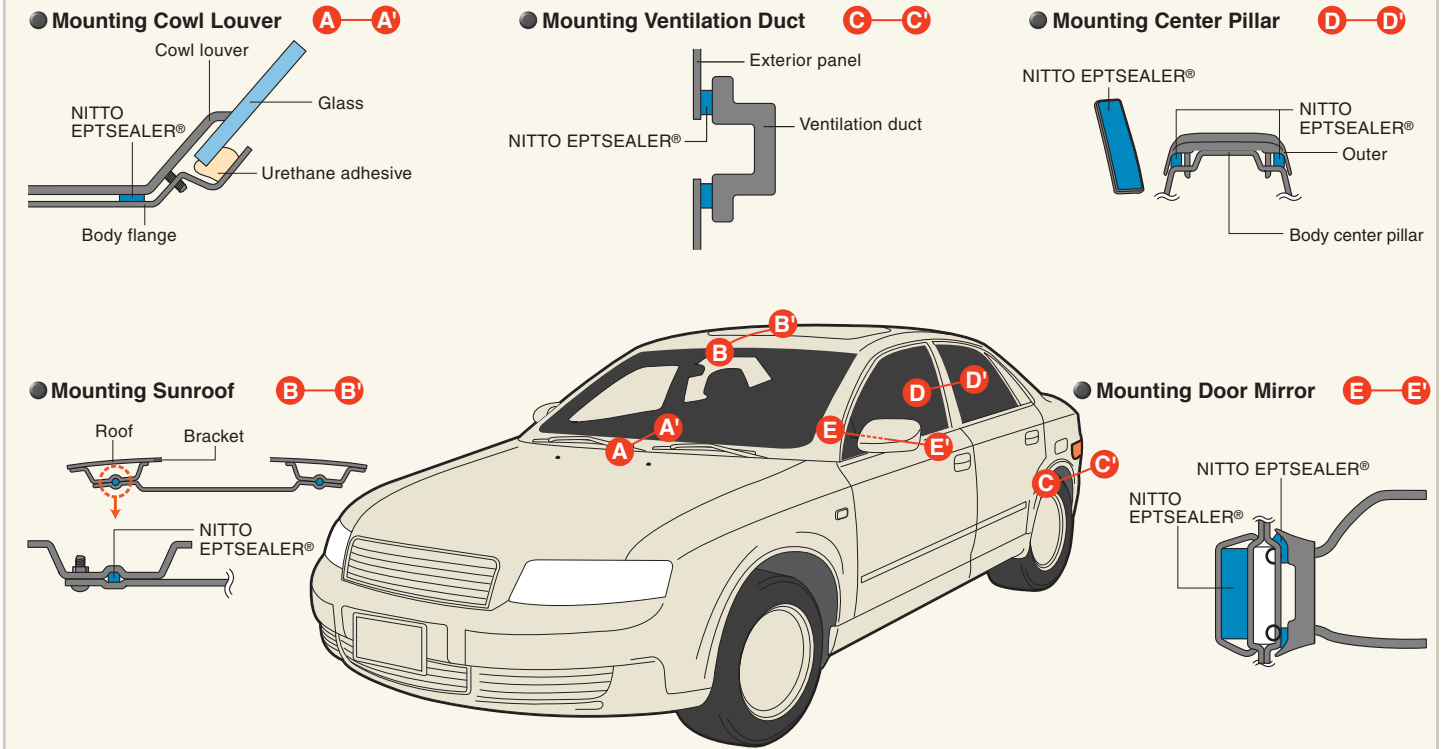 Mounting Cowl Louver A A'
Cowl louver
Glass
NITTO
EPTSEALER®
Urethane adhesive
Body flange
Mounting Ventilation Duct C C'
Exterior panel
NITTO EPTSEALER®
Ventilation duct
Mounting Center Pillar D D'
NITTO EPTSEALER®
NITTO
EPTSEALER®
Outer
Body center pillar
Mounting Sunroof B B'
Roof
Bracket
NITTO
EPTSEALER®
B'
B
D
D'
A'
A
E
E'
C'
C
Mounting Door Mirror E E'
NITTO EPTSEALER®
NITTO
EPTSEALER®